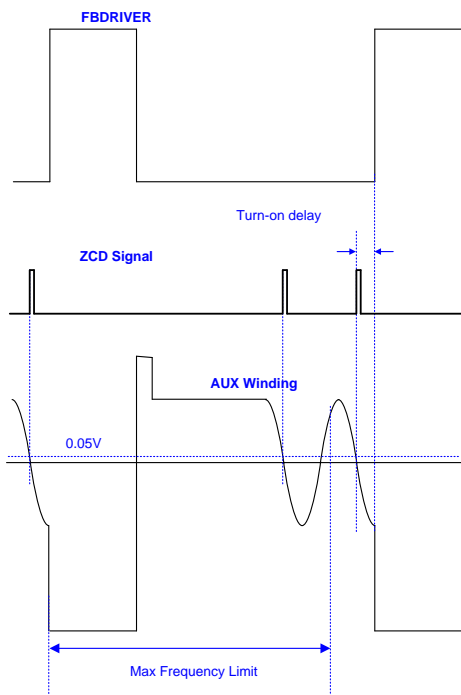 FBDRIVER
Turn-on delay
ZCD Signal
AUX Winding
0.05V
Max Frequency Limit